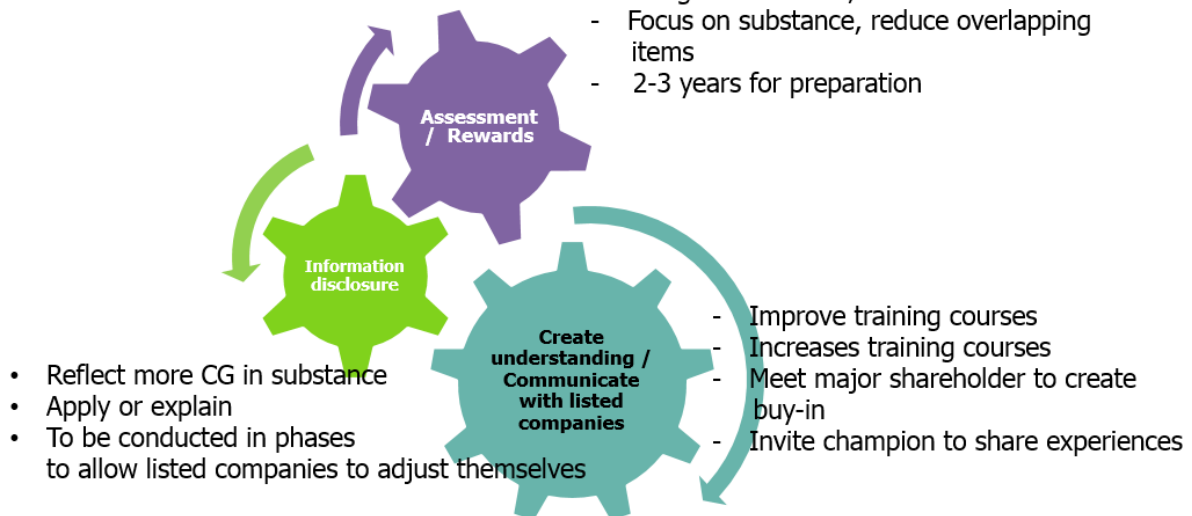 - Focus on substance, reduce overlapping
items
- 2-3 years for preparation
Assessment
/ Rewards
Information
disclosure
Create
understanding /
Communicate
with listed
companies
- Improve training courses
- Increases training courses
- Meet major shareholder to create
buy-in
- Invite champion to share experiences
• Reflect more CG in substance
• Apply or explain
• To be conducted in phases
to allow listed companies to adjust themselves